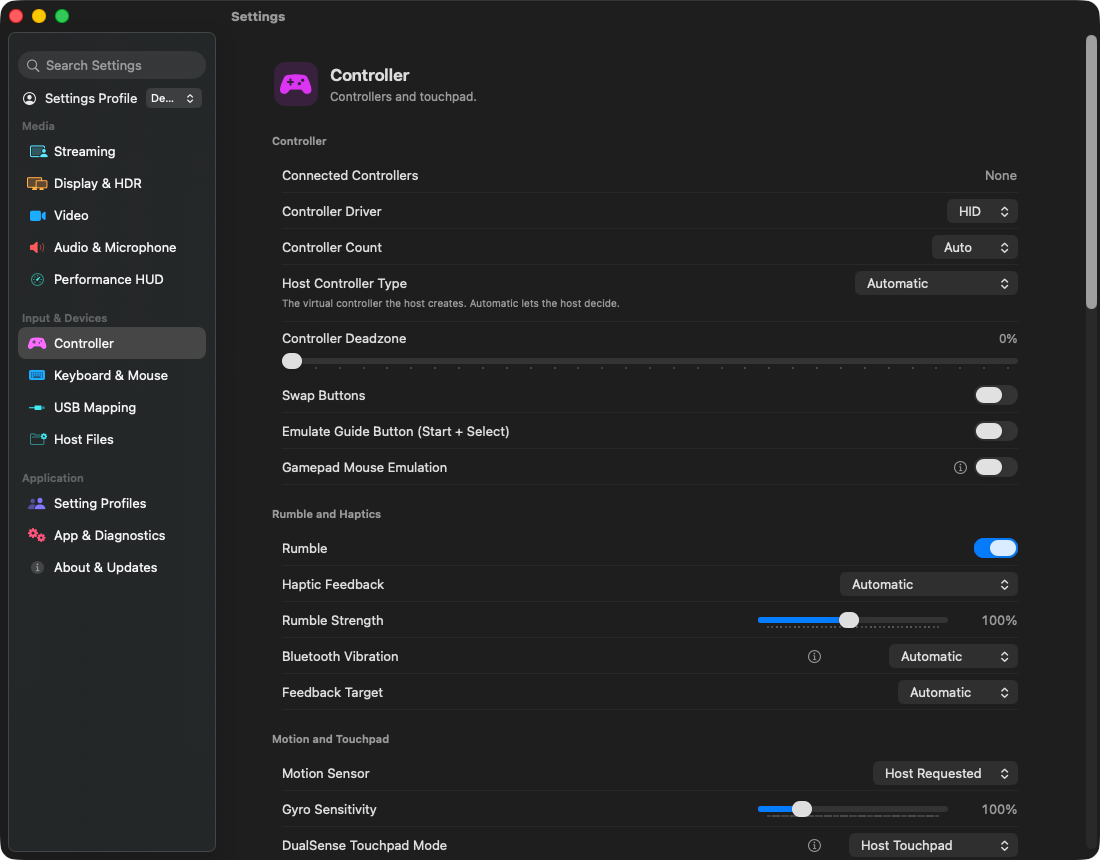 Settings
Search Settings
Settings Profile De...
Media
Streaming
Display & HDR
Video
Audio & Microphone
Performance HUD
Input & Devices
Controller
Keyboard & Mouse
USB Mapping
Host Files
Application
Setting Profiles
App & Diagnostics
About & Updates
Controller
Controllers and touchpad.
Controller
Connected Controllers None
Controller Driver HID
Controller Count Auto
Host Controller Type Automatic
The virtual controller the host creates. Automatic lets the host decide.
Controller Deadzone 0%
Swap Buttons
Emulate Guide Button (Start + Select)
Gamepad Mouse Emulation
Rumble and Haptics
Rumble
Haptic Feedback Automatic
Rumble Strength 100%
Bluetooth Vibration Automatic
Feedback Target Automatic
Motion and Touchpad
Motion Sensor Host Requested
Gyro Sensitivity 100%
DualSense Touchpad Mode Host Touchpad